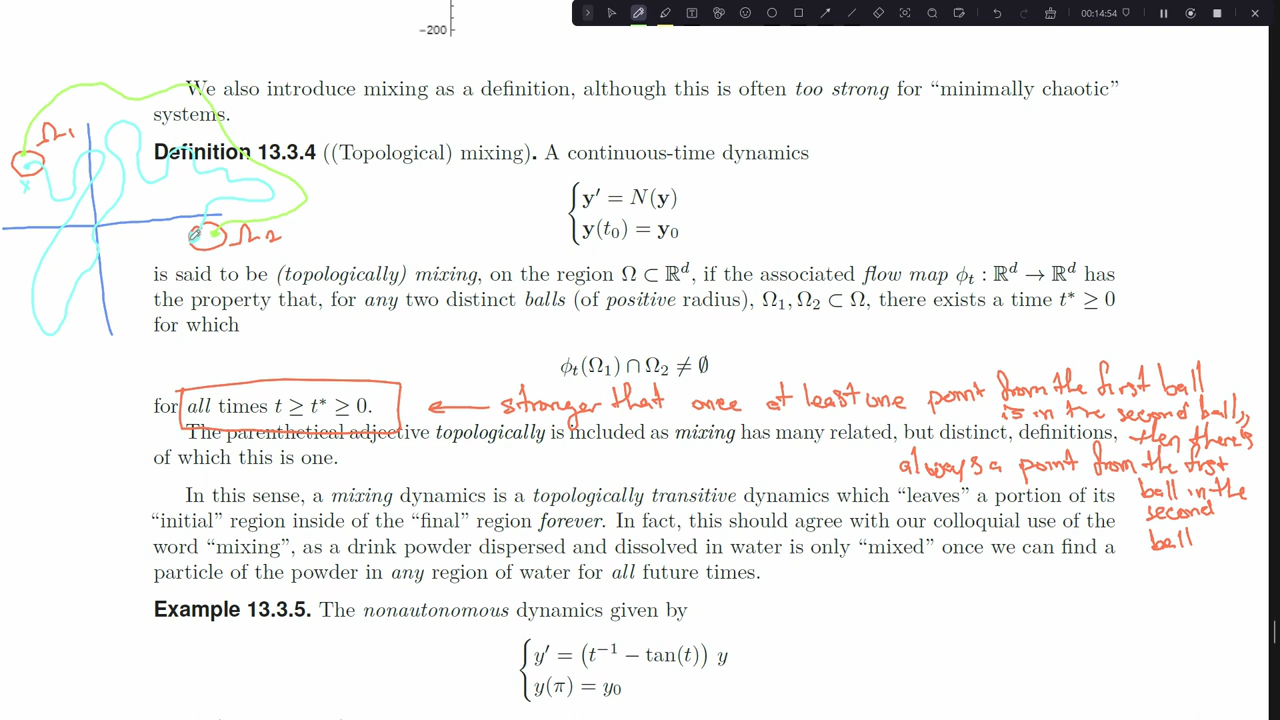 00:14:54
-200
We also introduce mixing as a definition, although this is often too strong for “minimally chaotic”
systems.
Ω1
Definition 13.3.4 ((Topological) mixing). A continuous-time dynamics
x
y′ = N(y)
y(t₀) = y₀
Ω2
is said to be (topologically) mixing, on the region Ω ⊂ ℝᵈ, if the associated flow map ϕₜ : ℝᵈ → ℝᵈ has
the property that, for any two distinct balls (of positive radius), Ω₁, Ω₂ ⊂ Ω, there exists a time t* ≥ 0
for which
ϕₜ(Ω₁) ∩ Ω₂ ≠ ∅
for all times t ≥ t* ≥ 0.
← stronger that once at least one point from the first ball
is in the second ball,
then there's
always a point from the first
ball in the
second
ball
The parenthetical adjective topologically is included as mixing has many related, but distinct, definitions,
of which this is one.
In this sense, a mixing dynamics is a topologically transitive dynamics which “leaves” a portion of its
“initial” region inside of the “final” region forever. In fact, this should agree with our colloquial use of the
word “mixing”, as a drink powder dispersed and dissolved in water is only “mixed” once we can find a
particle of the powder in any region of water for all future times.
Example 13.3.5. The nonautonomous dynamics given by
y′ = (t⁻¹ − tan(t)) y
y(π) = y₀